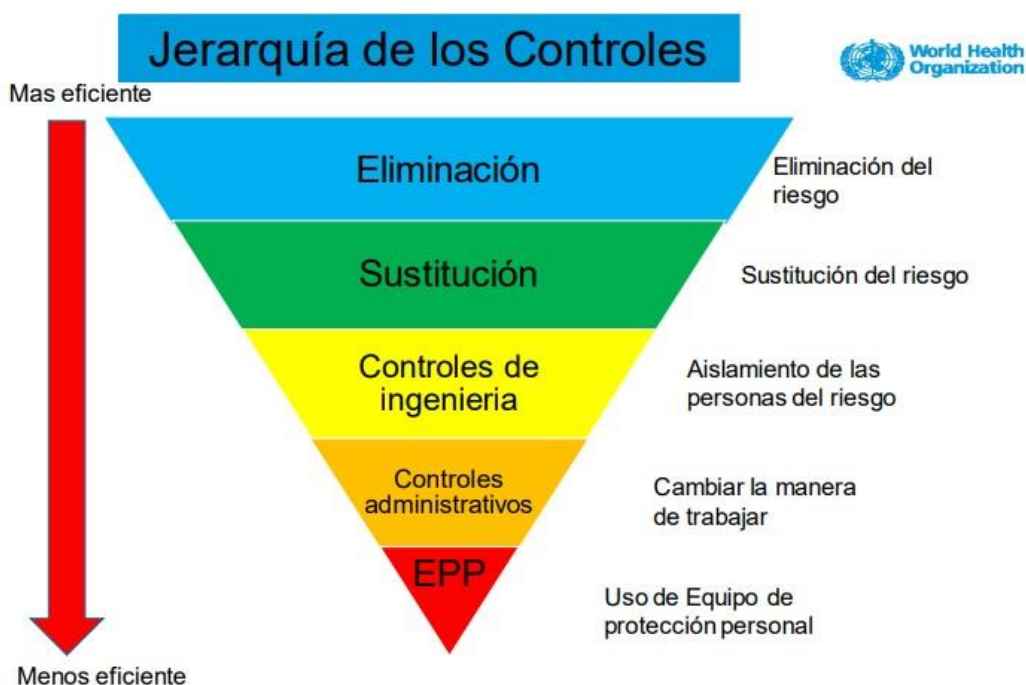 Jerarquía de los Controles
World Health
Organization
Mas eficiente
Eliminación
Eliminación del
riesgo
Sustitución
Sustitución del riesgo
Controles de
ingenieria
Aislamiento de las
personas del riesgo
Controles
administrativos
Cambiar la manera
de trabajar
EPP
Uso de Equipo de
protección personal
Menos eficiente